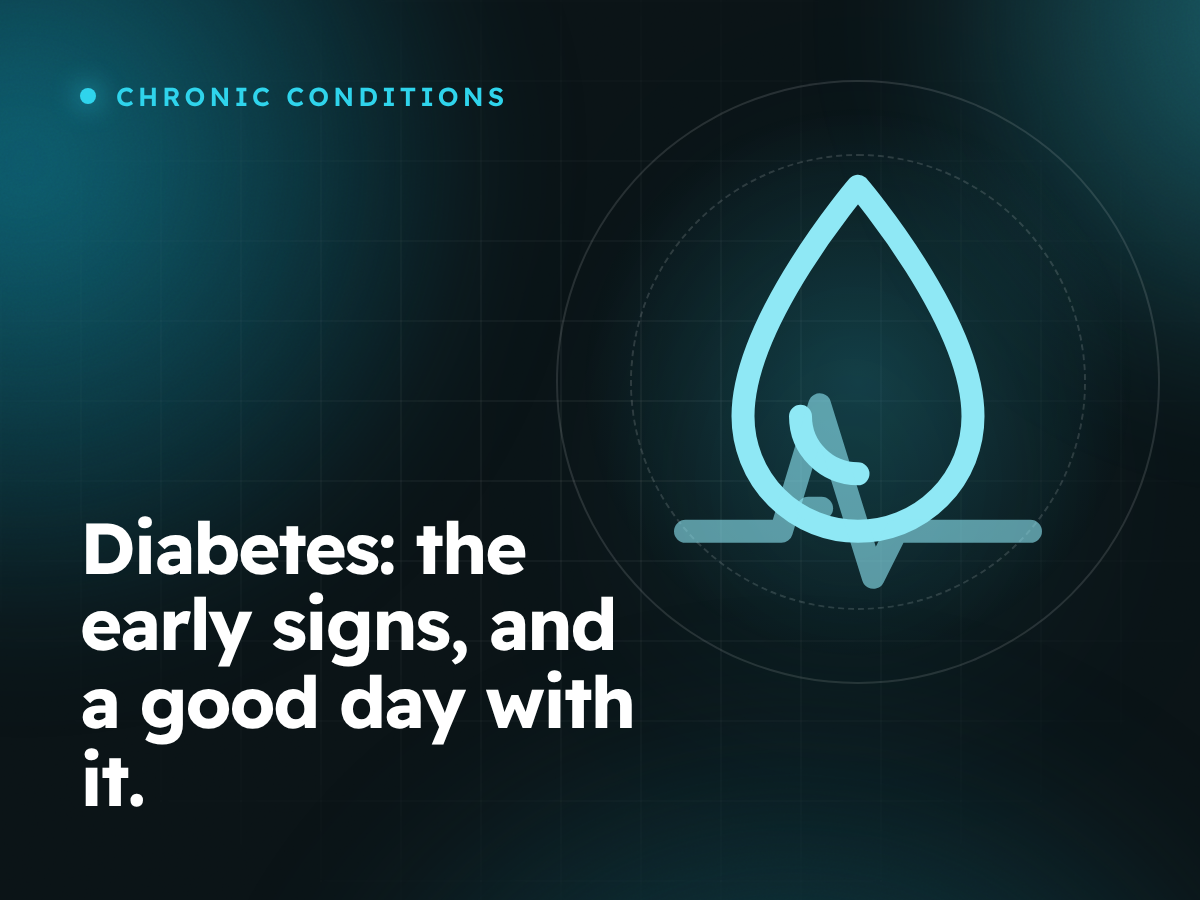 CHRONIC CONDITIONS
Diabetes: the
early signs, and
a good day with
it.